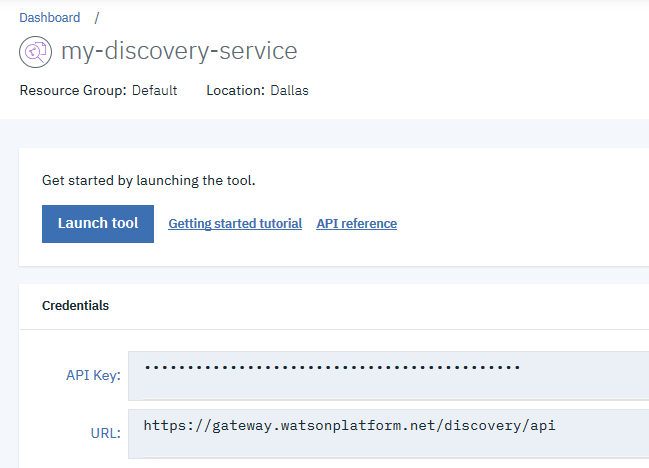 Dashboard /
my-discovery-service
Resource Group: Default Location: Dallas
Get started by launching the tool.
Launch tool Getting started tutorial API reference
Credentials
API Key: ••••••••••••••••••••••••••••••••••••••••••••
URL: https://gateway.watsonplatform.net/discovery/api